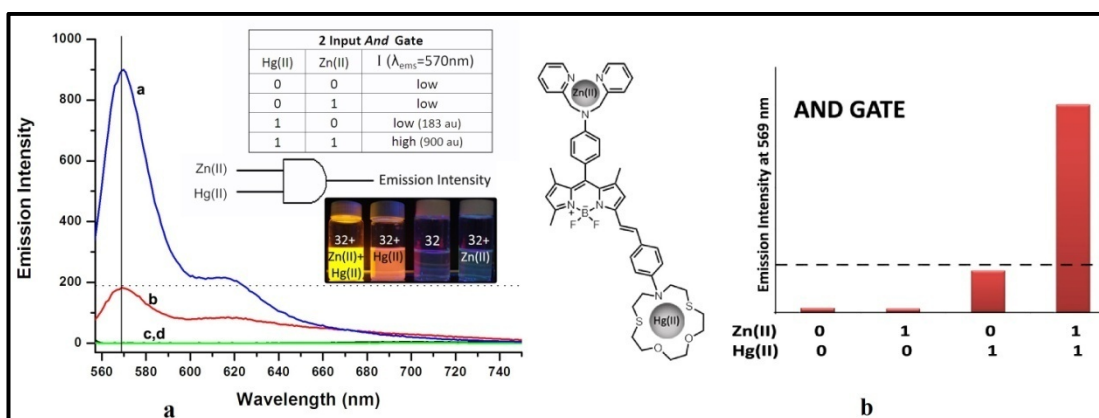 1000
800
600
400
200
0
Emission Intensity
a
b
c,d
560 580 600 620 640 660 680 700 720 740
Wavelength (nm)
a
2 Input And Gate
Hg(II) Zn(II) I (λems=570nm)
0 0 low
0 1 low
1 0 low (183 au)
1 1 high (900 au)
Zn(II)
Hg(II)
Emission Intensity
32+ Zn(II)+ Hg(II)
32+ Hg(II)
32
32+ Zn(II)
N N
Zn(II)
N
N+ B- N
F F
N
S S
Hg(II)
O O
AND GATE
Emission Intensity at 569 nm
Zn(II) 0 1 0 1
Hg(II) 0 0 1 1
b